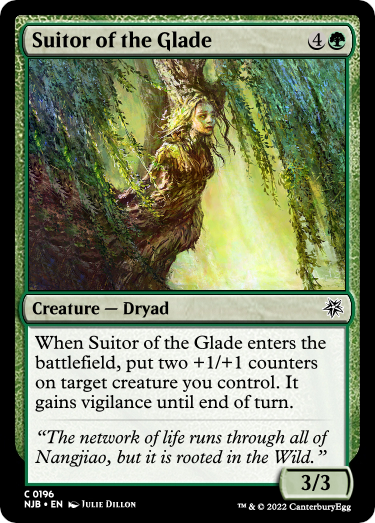 Suitor of the Glade 4
Creature — Dryad
When Suitor of the Glade enters the
battlefield, put two +1/+1 counters
on target creature you control. It
gains vigilance until end of turn.
“The network of life runs through all of
Nangjiao, but it is rooted in the Wild.”
3/3
C 0196
NJB • EN JULIE DILLON
™ & © 2022 CanterburyEgg